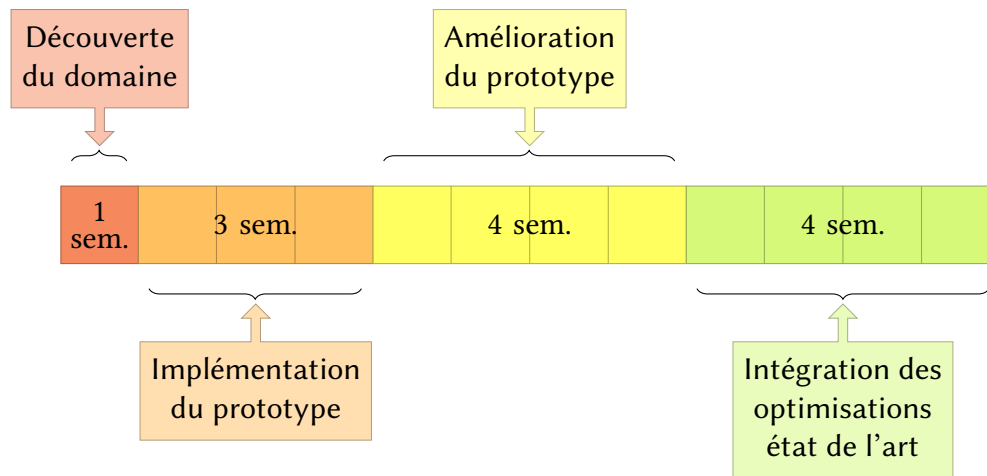 Découverte
du domaine
Amélioration
du prototype
1
sem.
3 sem.
4 sem.
4 sem.
Implémentation
du prototype
Intégration des
optimisations
état de l'art